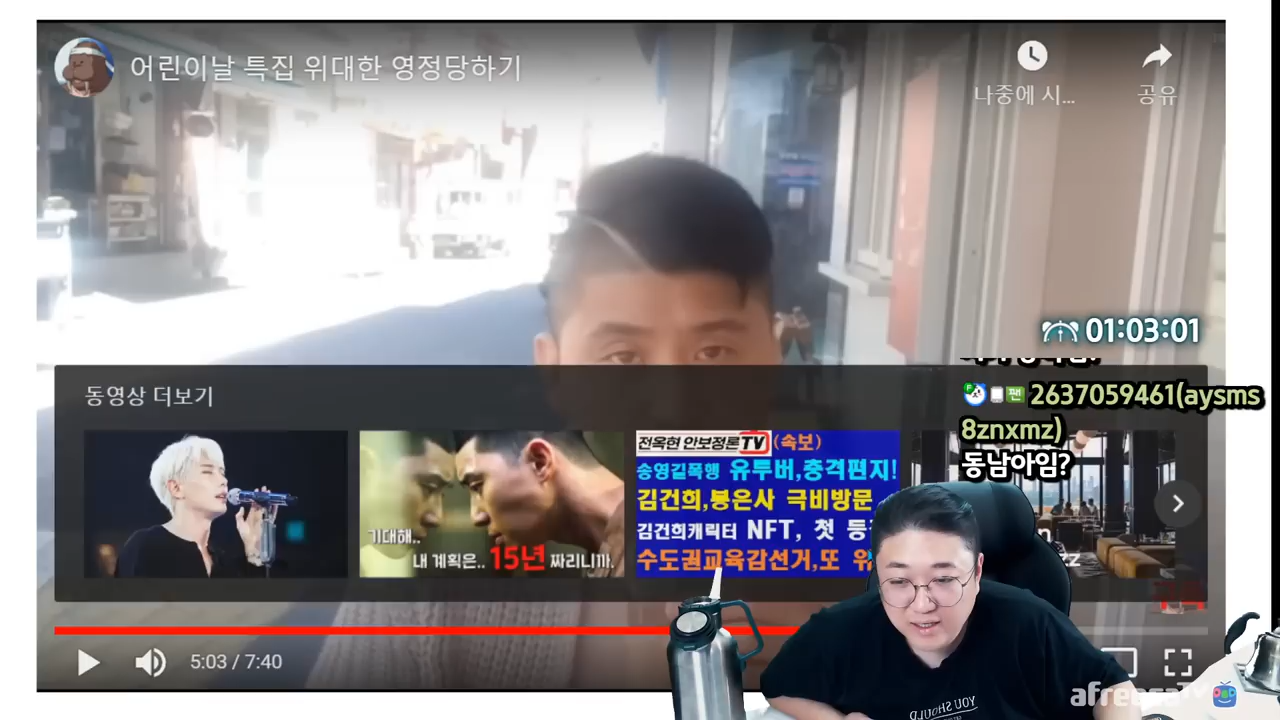 어린이날 특집 위대한 영정당하기
나중에 시...
공유
01:03:01
동영상 더보기
팬 2637059461(aysms
8znxmz)
동남아임?
전옥현 안보정론TV (속보)
송영길폭행 유투버,충격편지!
김건희,봉은사 극비방문
김건희캐릭터 NFT, 첫
수도권교육감선거,또
기대해..
내 계획은.. 15년 짜리니까.
5:03 / 7:40
YOU SHOULD
afreecaTV